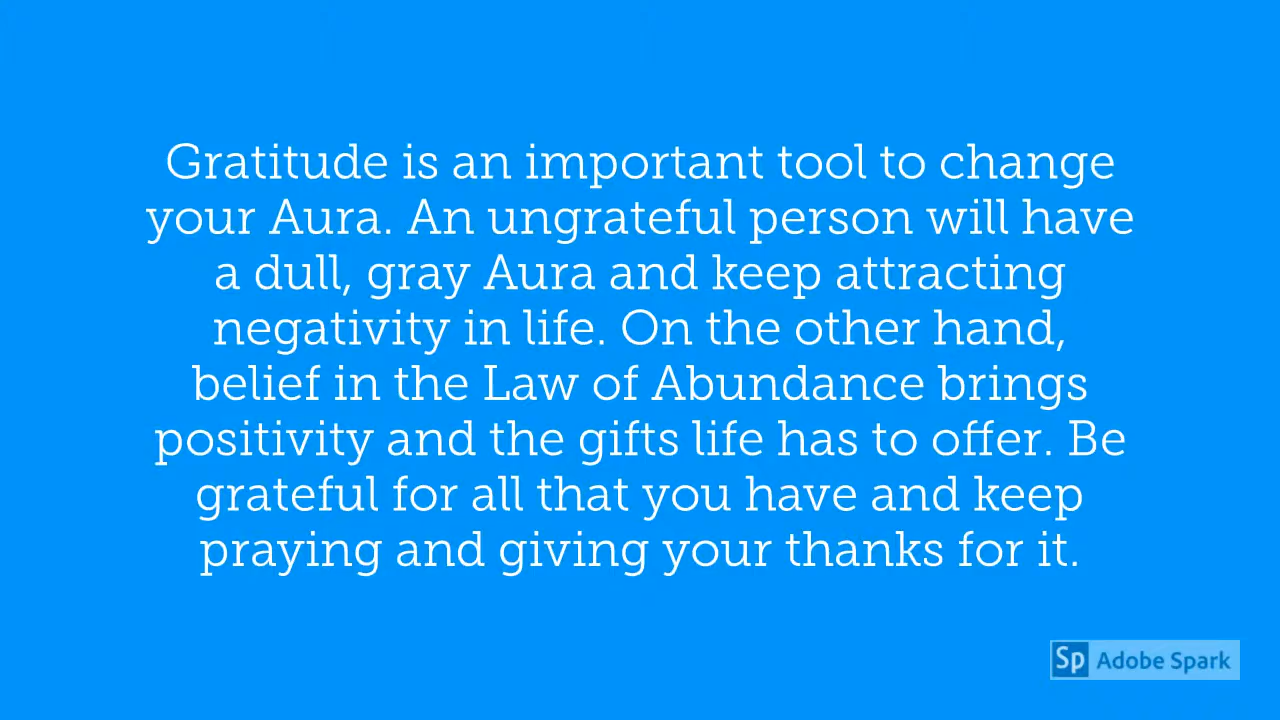 Gratitude is an important tool to change
your Aura. An ungrateful person will have
a dull, gray Aura and keep attracting
negativity in life. On the other hand,
belief in the Law of Abundance brings
positivity and the gifts life has to offer. Be
grateful for all that you have and keep
praying and giving your thanks for it.
Sp Adobe Spark